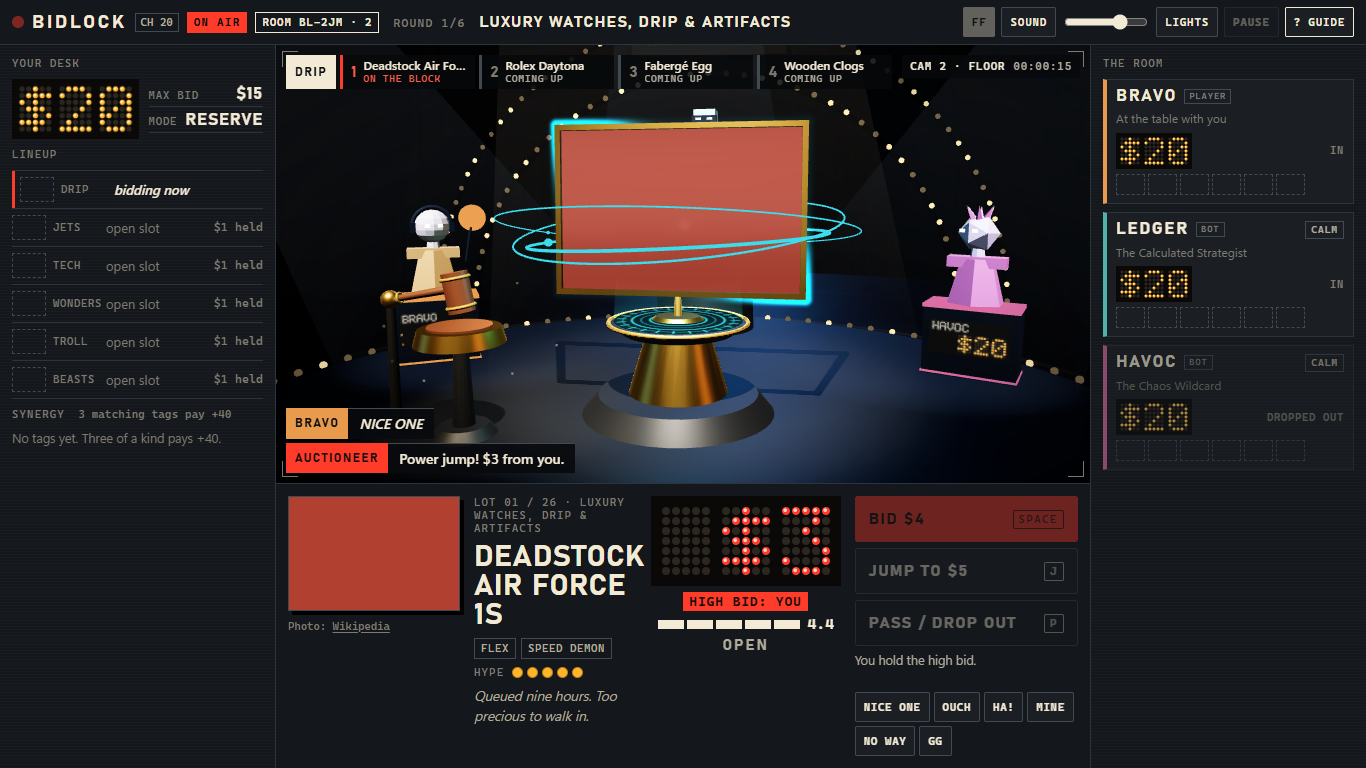 BIDLOCK CH 20 ON AIR ROOM BL-2JM · 2 ROUND 1/6 LUXURY WATCHES, DRIP & ARTIFACTS FF SOUND LIGHTS PAUSE ? GUIDE
YOUR DESK
$20
MAX BID $15
MODE RESERVE
LINEUP
DRIP bidding now
JETS open slot $1 held
TECH open slot $1 held
WONDERS open slot $1 held
TROLL open slot $1 held
BEASTS open slot $1 held
SYNERGY 3 matching tags pay +40
No tags yet. Three of a kind pays +40.
DRIP
1 Deadstock Air Fo...
ON THE BLOCK
2 Rolex Daytona
COMING UP
3 Fabergé Egg
COMING UP
4 Wooden Clogs
COMING UP
CAM 2 · FLOOR 00:00:15
BRAVO
HAVOC
$20
BRAVO NICE ONE
AUCTIONEER Power jump! $3 from you.
Photo: Wikipedia
LOT 01 / 26 · LUXURY
WATCHES, DRIP &
ARTIFACTS
DEADSTOCK
AIR FORCE
1S
FLEX SPEED DEMON
HYPE
Queued nine hours. Too
precious to walk in.
$3
HIGH BID: YOU
4.4
OPEN
BID $4 SPACE
JUMP TO $5 J
PASS / DROP OUT P
You hold the high bid.
NICE ONE OUCH HA! MINE
NO WAY GG
THE ROOM
BRAVO PLAYER
At the table with you
$20 IN
LEDGER BOT CALM
The Calculated Strategist
$20 IN
HAVOC BOT CALM
The Chaos Wildcard
$20 DROPPED OUT